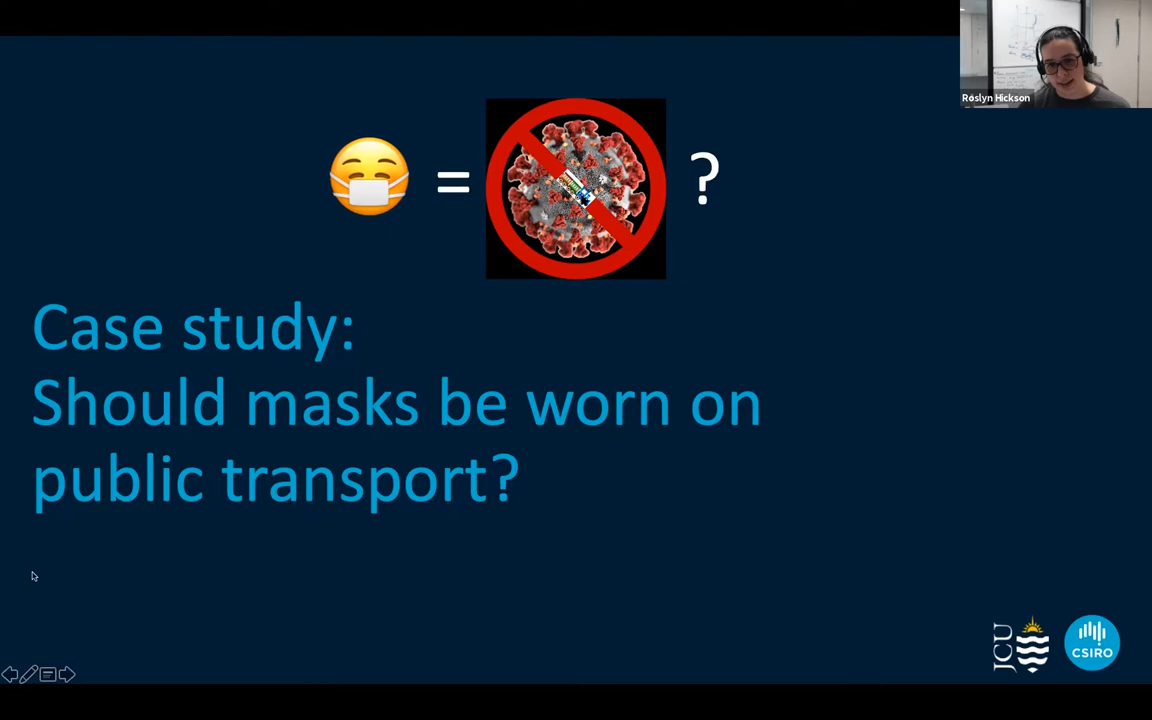 Roslyn Hickson
= ?
Case study:
Should masks be worn on
public transport?
JCU
CSIRO